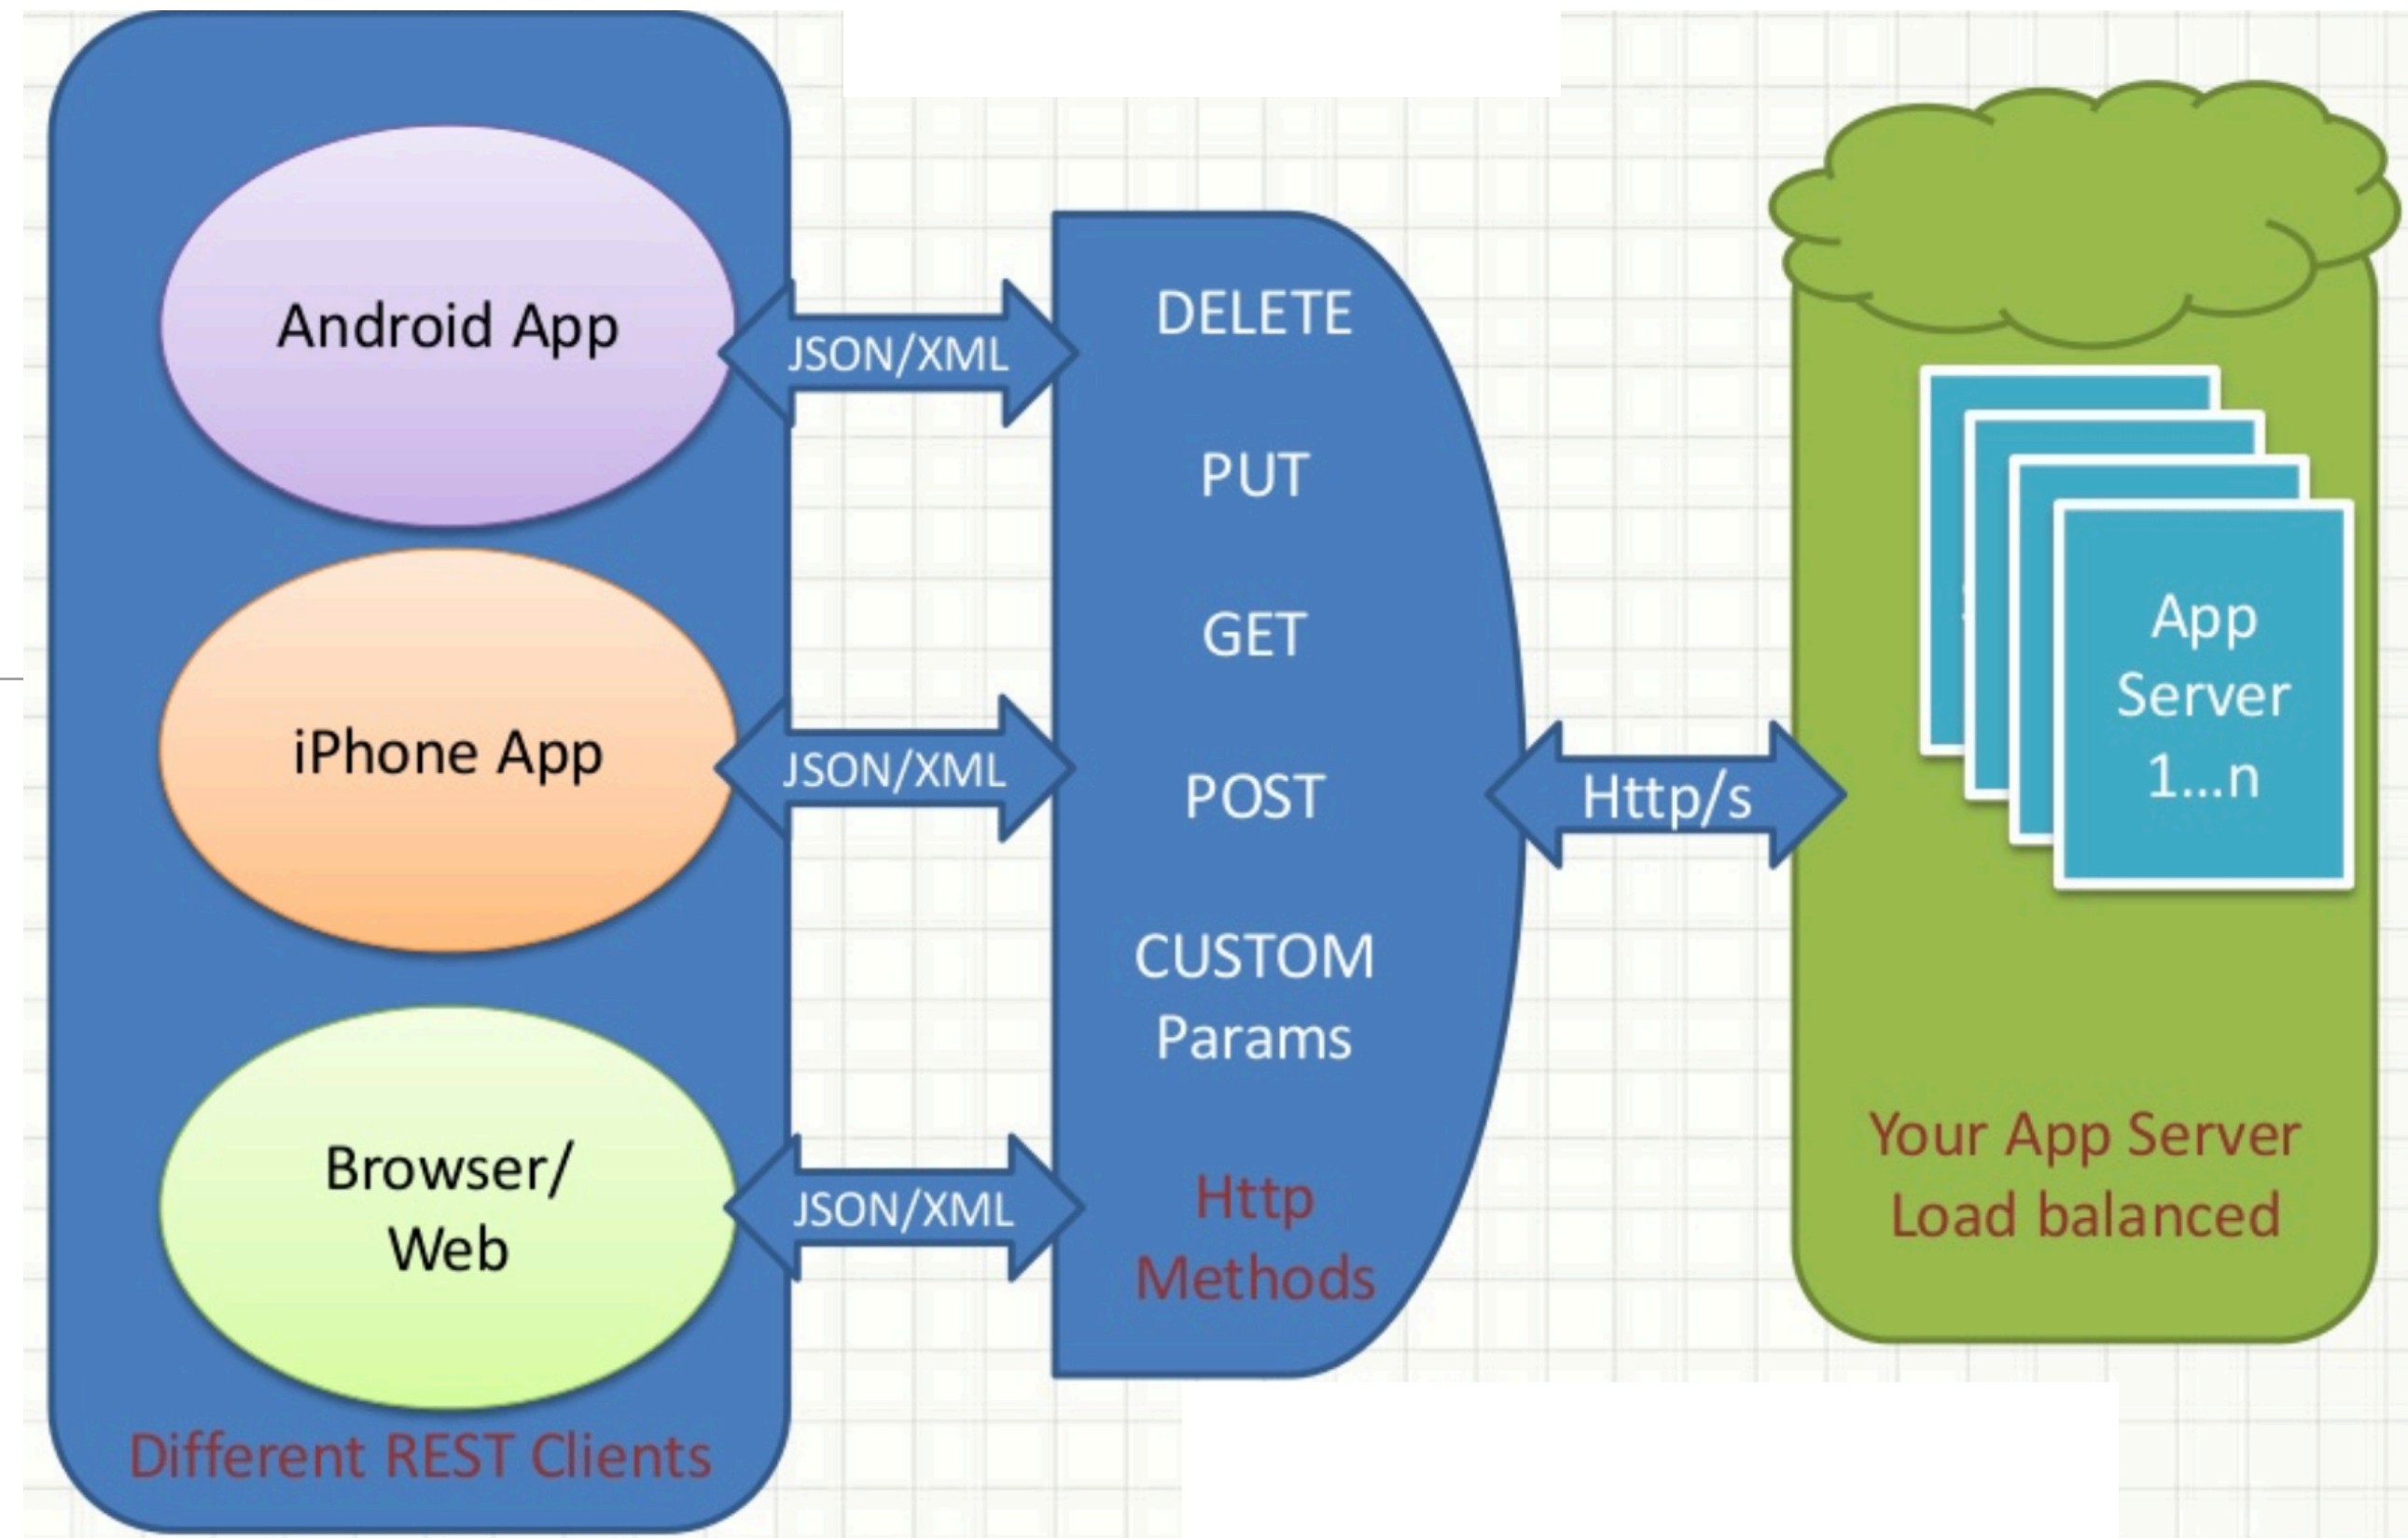 Android App
JSON/XML
iPhone App
JSON/XML
Browser/
Web
JSON/XML
Different REST Clients
DELETE
PUT
GET
POST
CUSTOM
Params
Http
Methods
Http/s
App
Server
1...n
Your App Server
Load balanced